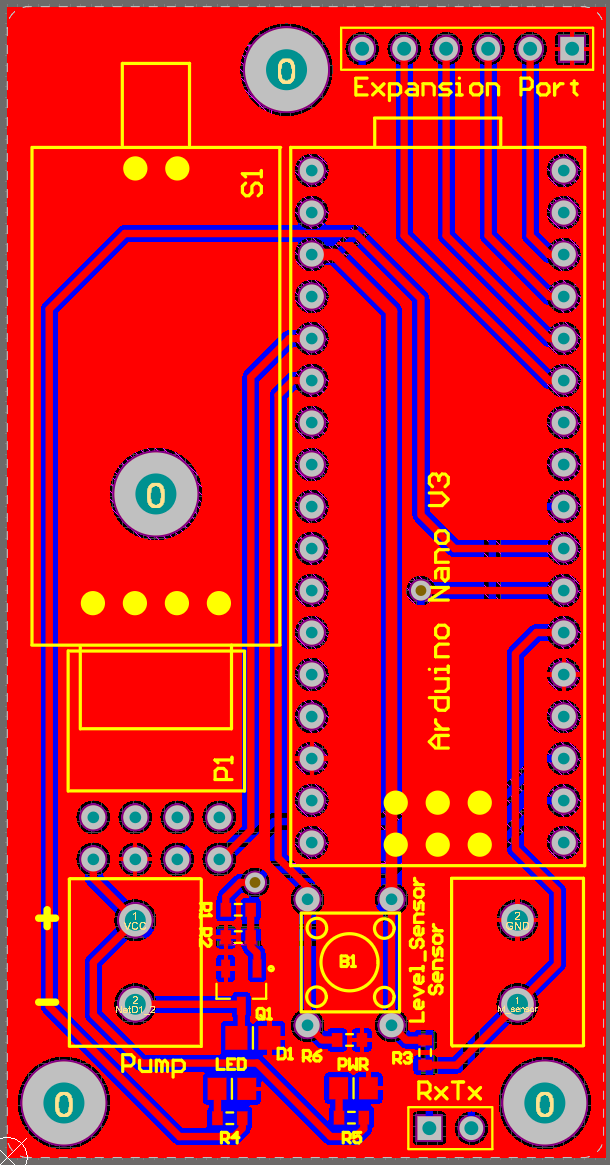 0
Expansion Port
S1
0
Arduino Nano V3
P1
R1
R2
+
1
VCC
2
GND
B1
Level_Sensor
Sensor
-
2
NetD1_2
1
Q1
D1
R6
R3
Pump
LED
PWR
RxTx
0
0
R4
R5